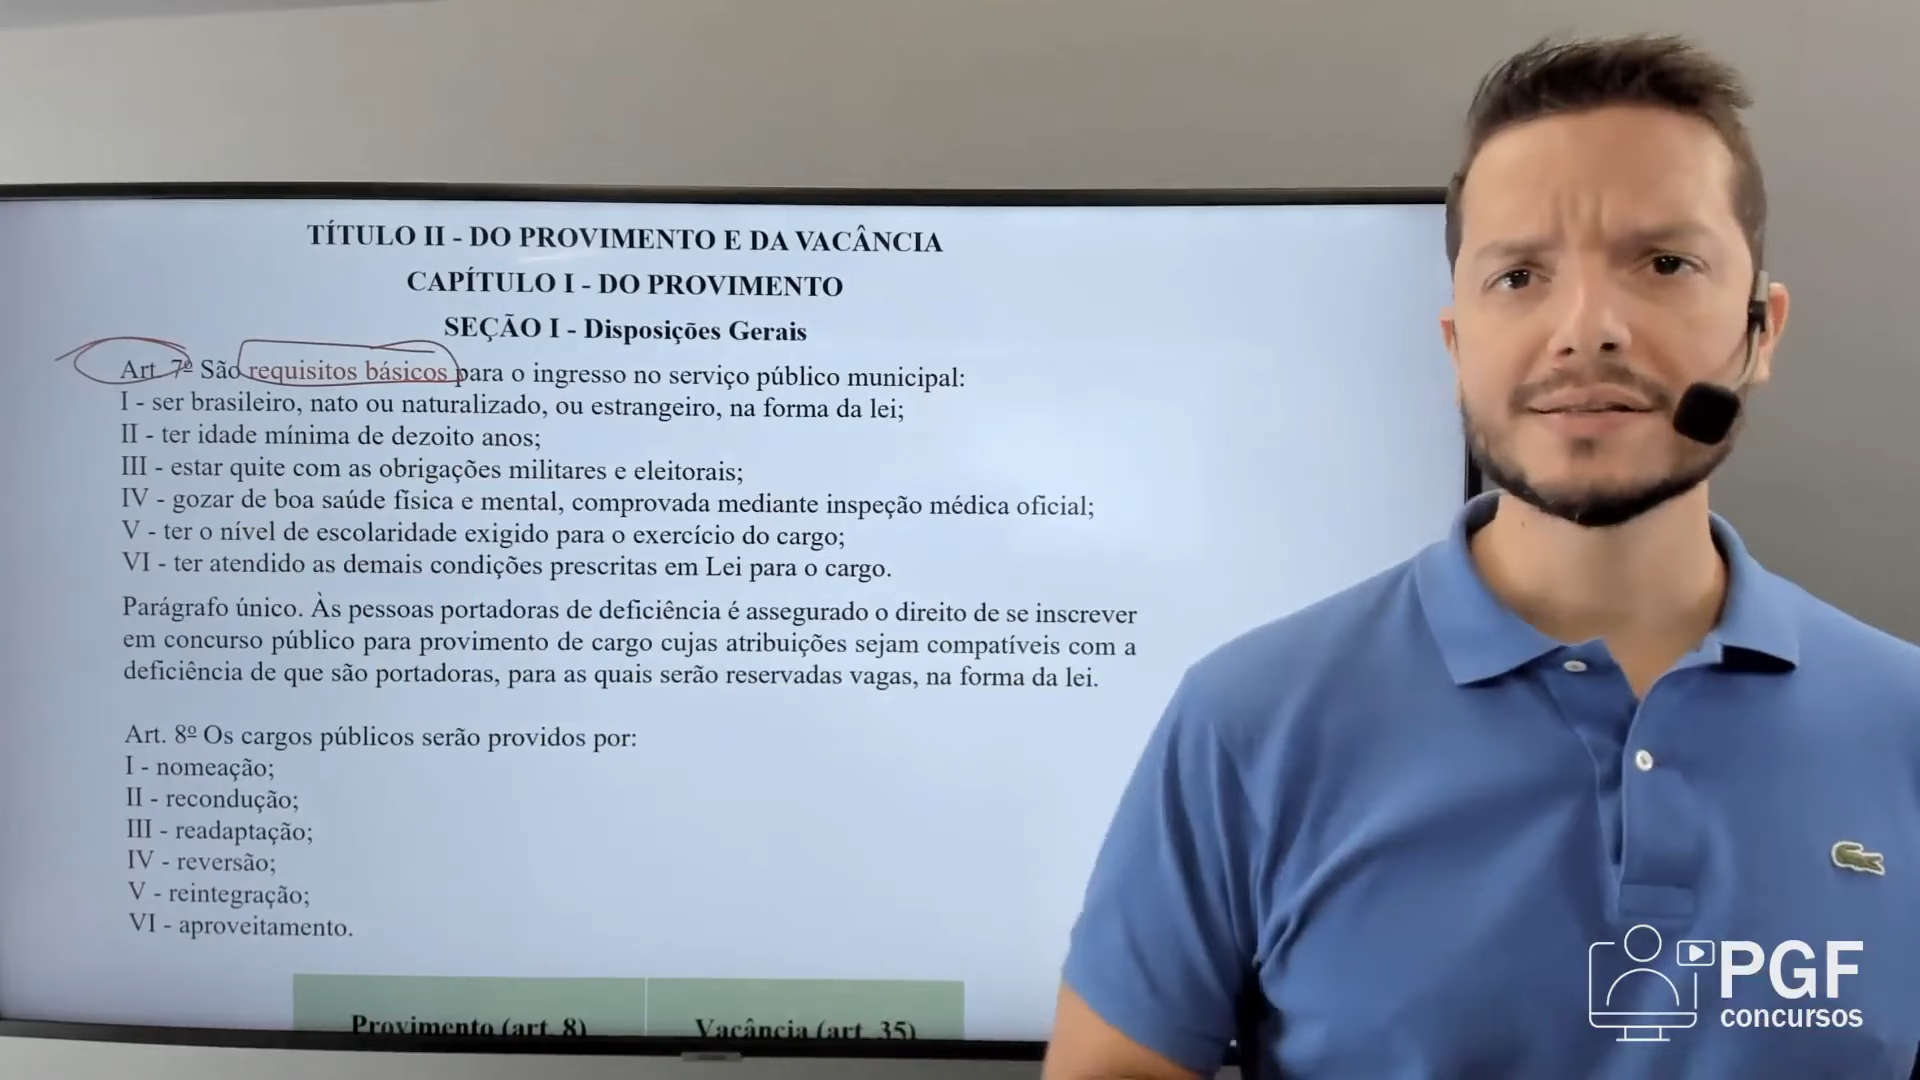 TÍTULO II - DO PROVIMENTO E DA VACÂNCIA
CAPÍTULO I - DO PROVIMENTO
SEÇÃO I - Disposições Gerais
Art. 7º São requisitos básicos para o ingresso no serviço público municipal:
I - ser brasileiro, nato ou naturalizado, ou estrangeiro, na forma da lei;
II - ter idade mínima de dezoito anos;
III - estar quite com as obrigações militares e eleitorais;
IV - gozar de boa saúde física e mental, comprovada mediante inspeção médica oficial;
V - ter o nível de escolaridade exigido para o exercício do cargo;
VI - ter atendido as demais condições prescritas em Lei para o cargo.
Parágrafo único. Às pessoas portadoras de deficiência é assegurado o direito de se inscrever
em concurso público para provimento de cargo cujas atribuições sejam compatíveis com a
deficiência de que são portadoras, para as quais serão reservadas vagas, na forma da lei.
Art. 8º Os cargos públicos serão providos por:
I - nomeação;
II - recondução;
III - readaptação;
IV - reversão;
V - reintegração;
VI - aproveitamento.
Provimento (art. 8) Vacância (art. 35)
PGF
concursos